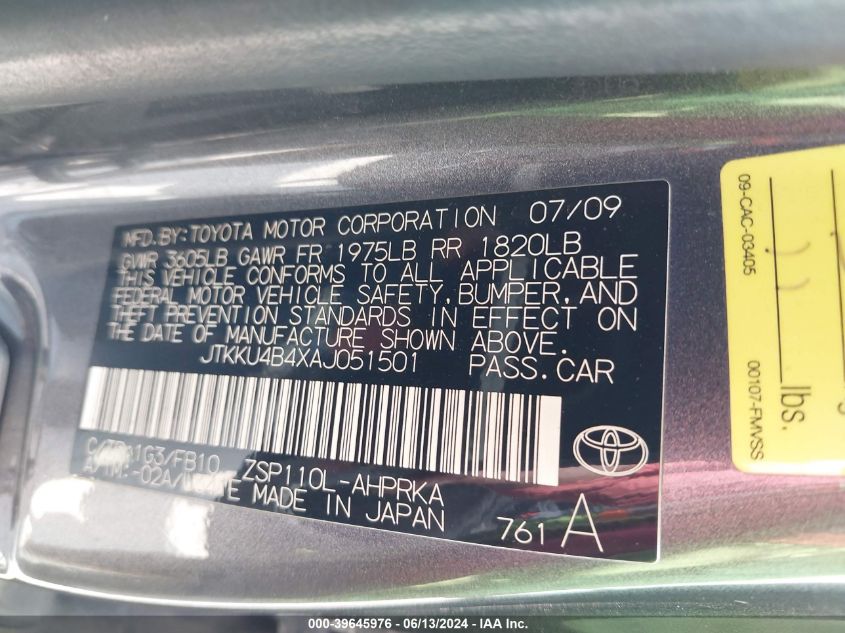 MFD.BY:TOYOTA MOTOR CORPORATION 07/09
GVWR 3605LB GAWR FR 1975LB RR 1820LB
THIS VEHICLE CONFORMS TO ALL APPLICABLE
FEDERAL MOTOR VEHICLE SAFETY, BUMPER, AND
THEFT PREVENTION STANDARDS IN EFFECT ON
THE DATE OF MANUFACTURE SHOWN ABOVE.
JTKKU4B4XAJ051501 PASS.CAR
ZSP110L-AHPRKA
MADE IN JAPAN
761 A
09-CAC-03405
lbs.
00107-FMVSS
000-39645976 | 06/13/2024 | IAA Inc.